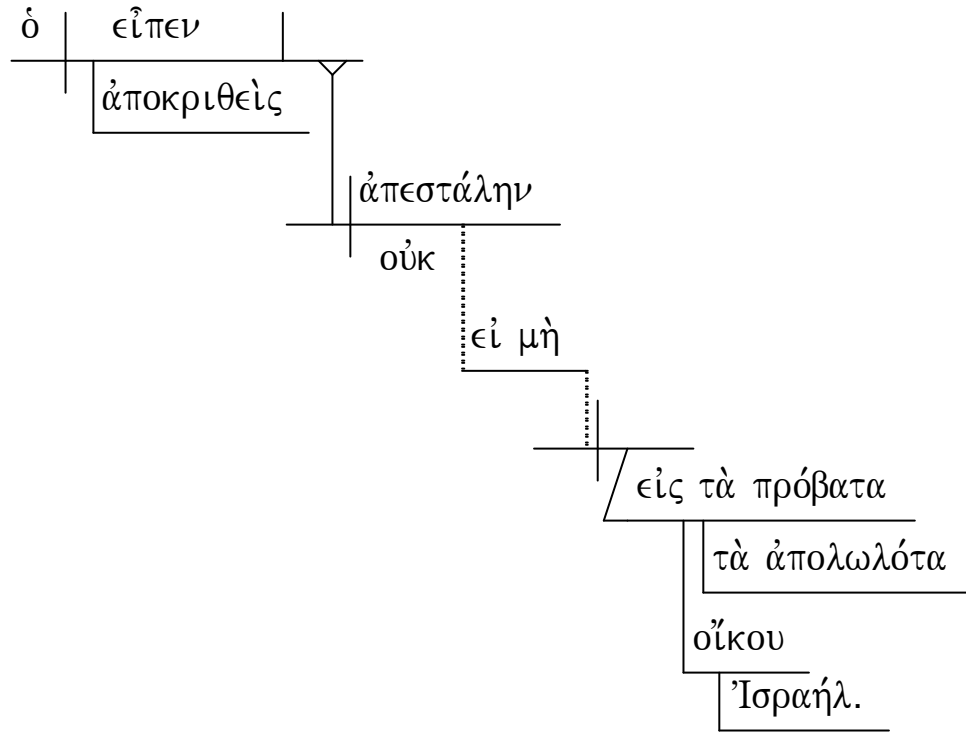 ὁ εἶπεν
ἀποκριθεὶς
ἀπεστάλην
οὐκ
εἰ μὴ
εἰς τὰ πρόβατα
τὰ ἀπολωλότα
οἴκου
Ἰσραήλ.